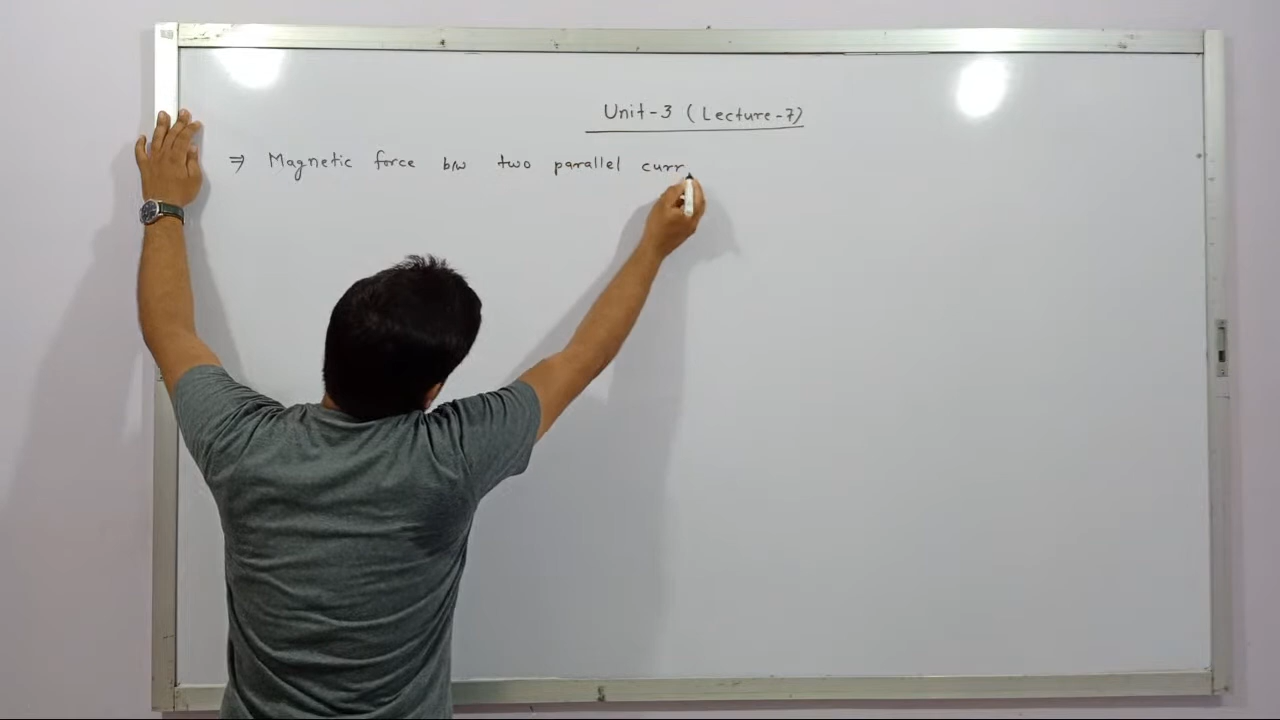 Unit-3 (Lecture-7)
⇒ Magnetic force b/w two parallel curr